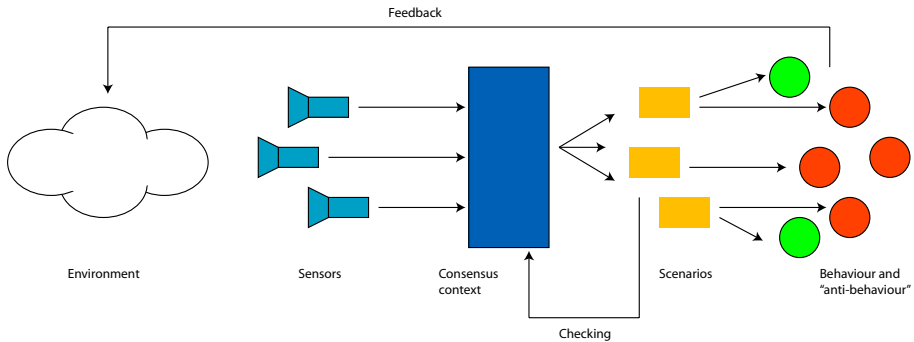 Feedback
Environment
Sensors
Consensus
context
Scenarios
Behaviour and
“anti-behaviour”
Checking